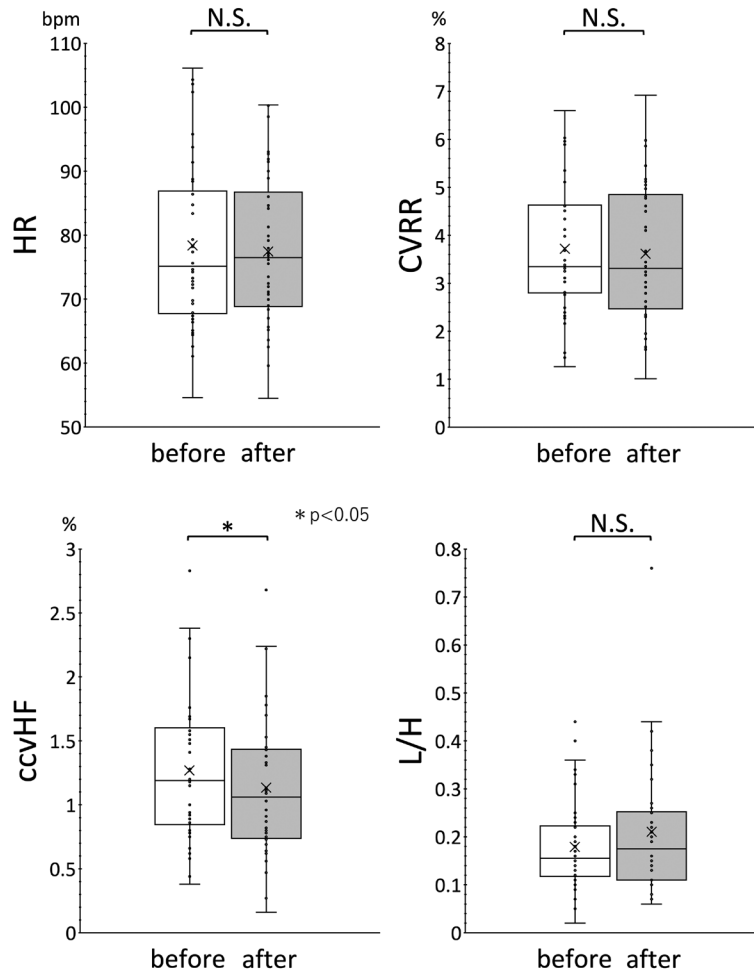 bpm
N.S.
110
100
90
80
70
60
50
HR
before after
%
N.S.
8
7
6
5
4
3
2
1
0
CVRR
before after
%
*
* p<0.05
3
2.5
2
1.5
1
0.5
0
ccvHF
before after
N.S.
0.8
0.7
0.6
0.5
0.4
0.3
0.2
0.1
0
L/H
before after